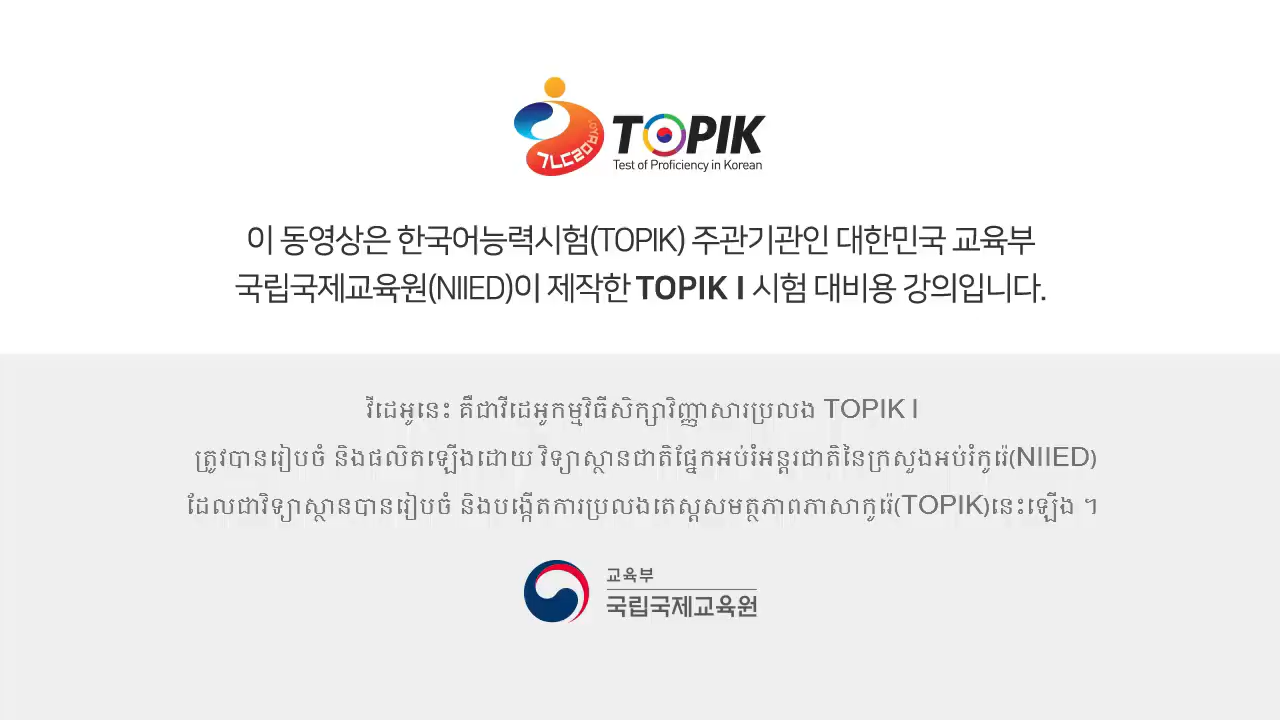 가나다라마
TOPIK
Test of Proficiency in Korean
이 동영상은 한국어능력시험(TOPIK) 주관기관인 대한민국 교육부
국립국제교육원(NIIED)이 제작한 TOPIK I 시험 대비용 강의입니다.
វីដេអូនេះ គឺជាវីដេអូកម្មវិធីសិក្សាវិញ្ញាសារប្រលង TOPIK I
ត្រូវបានរៀបចំ និងផលិតឡើងដោយ វិទ្យាស្ថានជាតិផ្នែកអប់រំអន្តរជាតិនៃក្រសួងអប់រំកូរ៉េ(NIIED)
ដែលជាវិទ្យាស្ថានបានរៀបចំ និងបង្កើតការប្រលងតេស្តសមត្ថភាពភាសាកូរ៉េ(TOPIK)នេះឡើង ។
교육부
국립국제교육원